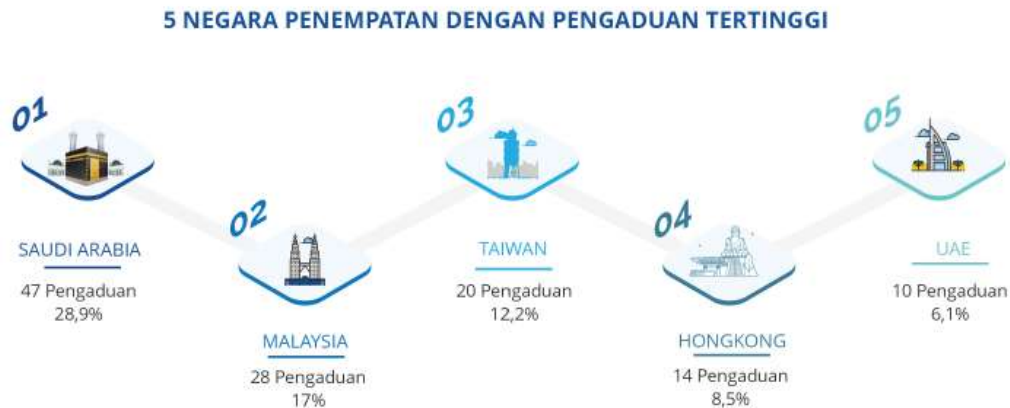 5 NEGARA PENEMPATAN DENGAN PENGADUAN TERTINGGI
01
SAUDI ARABIA
47 Pengaduan
28,9%
02
MALAYSIA
28 Pengaduan
17%
03
TAIWAN
20 Pengaduan
12,2%
04
HONGKONG
14 Pengaduan
8,5%
05
UAE
10 Pengaduan
6,1%